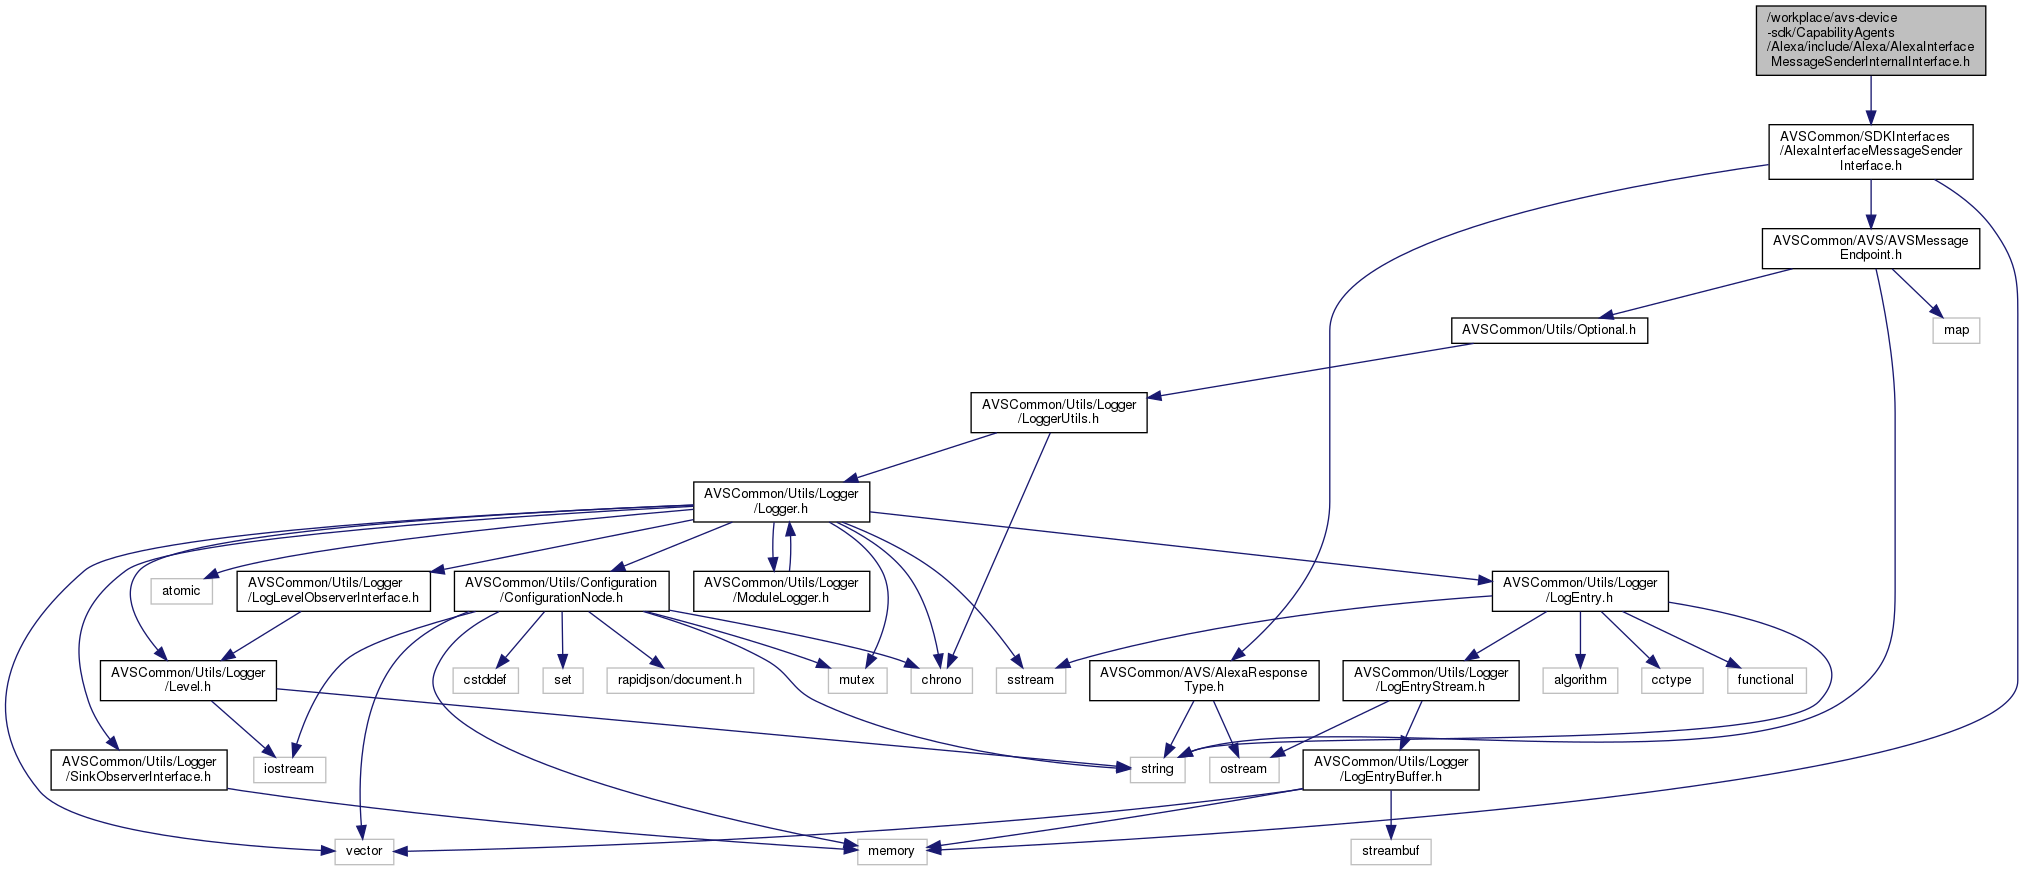 /workplace/avs-device
-sdk/CapabilityAgents
/Alexa/include/Alexa/AlexaInterface
MessageSenderInternalInterface.h
AVSCommon/SDKInterfaces
/AlexaInterfaceMessageSender
Interface.h
AVSCommon/AVS/AVSMessage
Endpoint.h
AVSCommon/Utils/Optional.h
map
AVSCommon/Utils/Logger
/LoggerUtils.h
AVSCommon/Utils/Logger
/Logger.h
atomic
AVSCommon/Utils/Logger
/LogLevelObserverInterface.h
AVSCommon/Utils/Configuration
/ConfigurationNode.h
AVSCommon/Utils/Logger
/ModuleLogger.h
AVSCommon/Utils/Logger
/LogEntry.h
AVSCommon/Utils/Logger
/Level.h
cstddef
set
rapidjson/document.h
mutex
chrono
sstream
AVSCommon/AVS/AlexaResponse
Type.h
AVSCommon/Utils/Logger
/LogEntryStream.h
algorithm
cctype
functional
AVSCommon/Utils/Logger
/SinkObserverInterface.h
iostream
string
ostream
AVSCommon/Utils/Logger
/LogEntryBuffer.h
vector
memory
streambuf